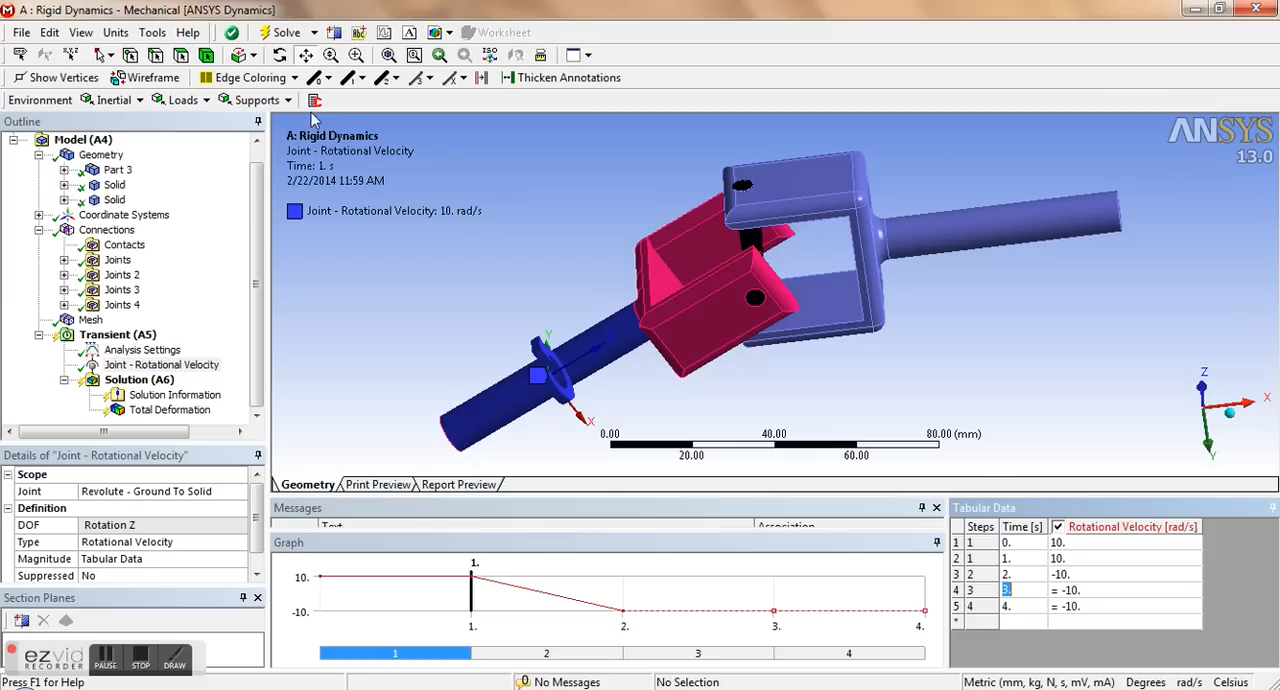 A : Rigid Dynamics - Mechanical [ANSYS Dynamics]
File Edit View Units Tools Help Solve Worksheet
Show Vertices Wireframe Edge Coloring Thicken Annotations
Environment Inertial Loads Supports
Outline
Model (A4)
Geometry
Part 3
Solid
Solid
Coordinate Systems
Connections
Contacts
Joints
Joints 2
Joints 3
Joints 4
Mesh
Transient (A5)
Analysis Settings
Joint - Rotational Velocity
Solution (A6)
Solution Information
Total Deformation
Details of "Joint - Rotational Velocity"
Scope
Joint Revolute - Ground To Solid
Definition
DOF Rotation Z
Type Rotational Velocity
Magnitude Tabular Data
Suppressed No
Section Planes
ezvid
RECORDER
PAUSE STOP DRAW
Press F1 for Help
A: Rigid Dynamics
Joint - Rotational Velocity
Time: 1. s
2/22/2014 11:59 AM
Joint - Rotational Velocity: 10. rad/s
ANSYS
13.0
Y
X
Z
X
Y
0.00 40.00 80.00 (mm)
20.00 60.00
Geometry Print Preview Report Preview
Messages
Text Association
Graph
1.
10.
-10.
1. 2. 3. 4.
1 2 3 4
Tabular Data
Steps Time [s] Rotational Velocity [rad/s]
1 1 0. 10.
2 1 1. 10.
3 2 2. -10.
4 3 3. = -10.
5 4 4. = -10.
*
No Messages No Selection Metric (mm, kg, N, s, mV, mA) Degrees rad/s Celsius